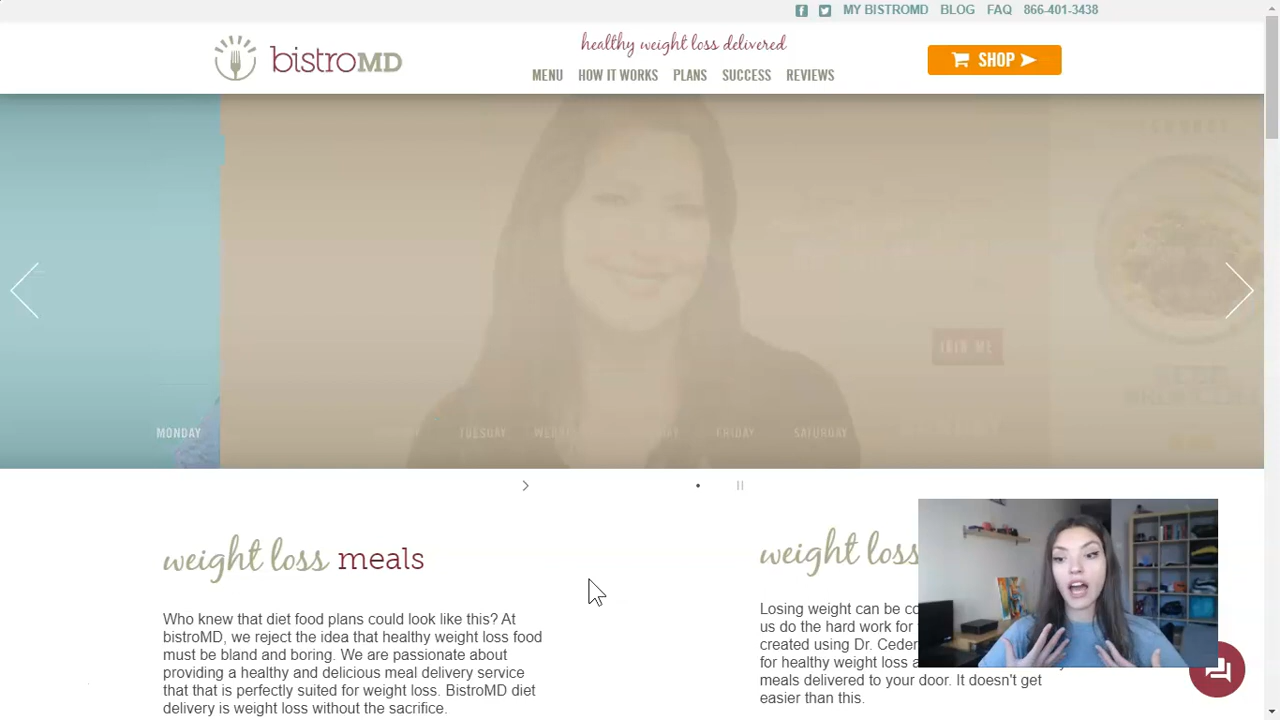 MY BISTROMD BLOG FAQ 866-401-3438
bistroMD
healthy weight loss delivered
MENU HOW IT WORKS PLANS SUCCESS REVIEWS
SHOP
JOIN ME
MONDAY TUESDAY FRIDAY SATURDAY
weight loss meals
Who knew that diet food plans could look like this? At
bistroMD, we reject the idea that healthy weight loss food
must be bland and boring. We are passionate about
providing a healthy and delicious meal delivery service
that that is perfectly suited for weight loss. BistroMD diet
delivery is weight loss without the sacrifice.
weight loss
Losing weight can be
us do the hard work for
created using Dr.
for healthy weight loss
meals delivered to your door. It doesn't get
easier than this.